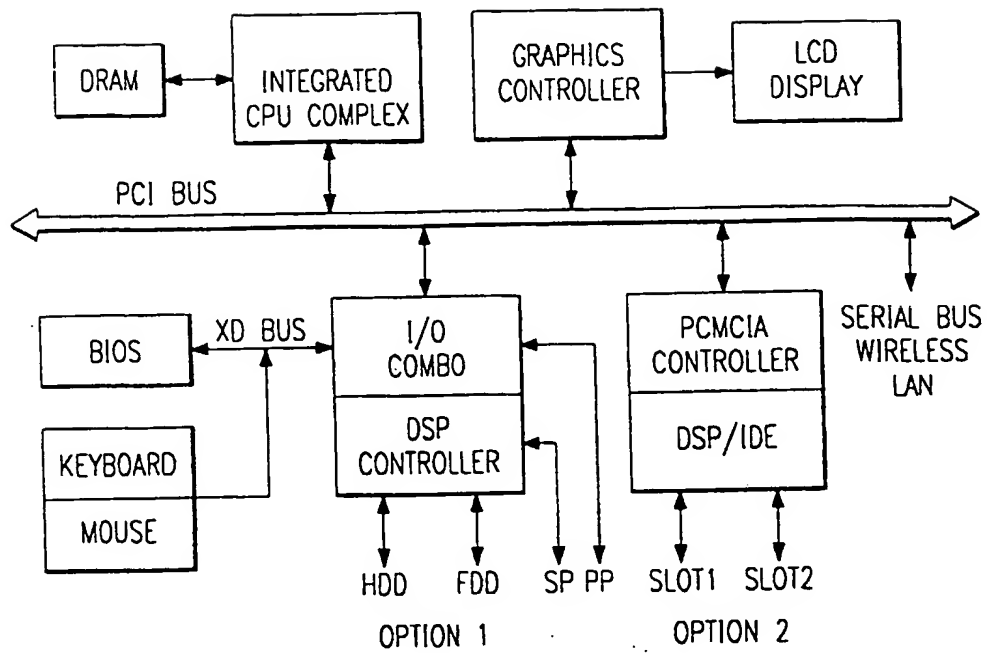 DRAM
INTEGRATED
CPU COMPLEX
GRAPHICS
CONTROLLER
LCD
DISPLAY
PCI BUS
BIOS
XD BUS
I/O
COMBO
PCMCIA
CONTROLLER
SERIAL BUS
WIRELESS
LAN
KEYBOARD
MOUSE
DSP
CONTROLLER
DSP/IDE
HDD
FDD
SP
PP
SLOT1
SLOT2
OPTION 1
OPTION 2